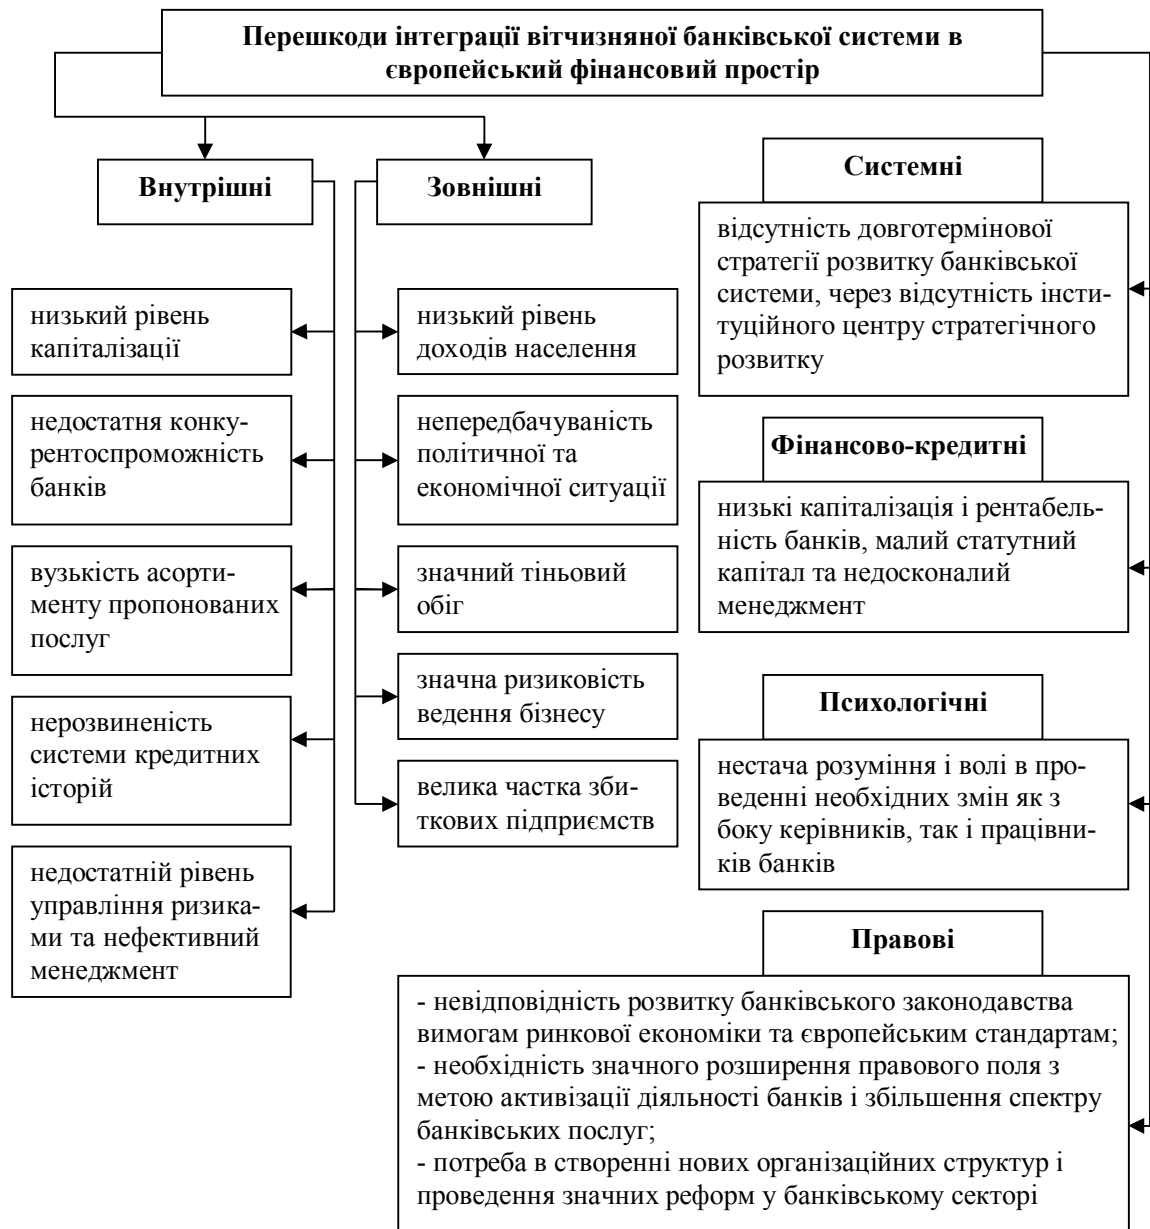 Перешкоди інтеграції вітчизняної банківської системи в
європейський фінансовий простір
Внутрішні
низький рівень
капіталізації
недостатня конку-
рентоспроможність
банків
вузькість асорти-
менту пропонованих
послуг
нерозвиненість
системи кредитних
історій
недостатній рівень
управління ризика-
ми та нефективний
менеджмент
Зовнішні
низький рівень
доходів населення
непередбачуваність
політичної та
економічної ситуації
значний тіньовий
обіг
значна ризиковість
ведення бізнесу
велика частка зби-
ткових підприємств
Системні
відсутність довготермінової
стратегії розвитку банківської
системи, через відсутність інсти-
туційного центру стратегічного
розвитку
Фінансово-кредитні
низькі капіталізація і рентабель-
ність банків, малий статутний
капітал та недосконалий
менеджмент
Психологічні
нестача розуміння і волі в про-
веденні необхідних змін як з
боку керівників, так і працівни-
ків банків
Правові
- невідповідність розвитку банківського законодавства
вимогам ринкової економіки та європейським стандартам;
- необхідність значного розширення правового поля з
метою активізації діяльності банків і збільшення спектру
банківських послуг;
- потреба в створенні нових організаційних структур і
проведення значних реформ у банківському секторі